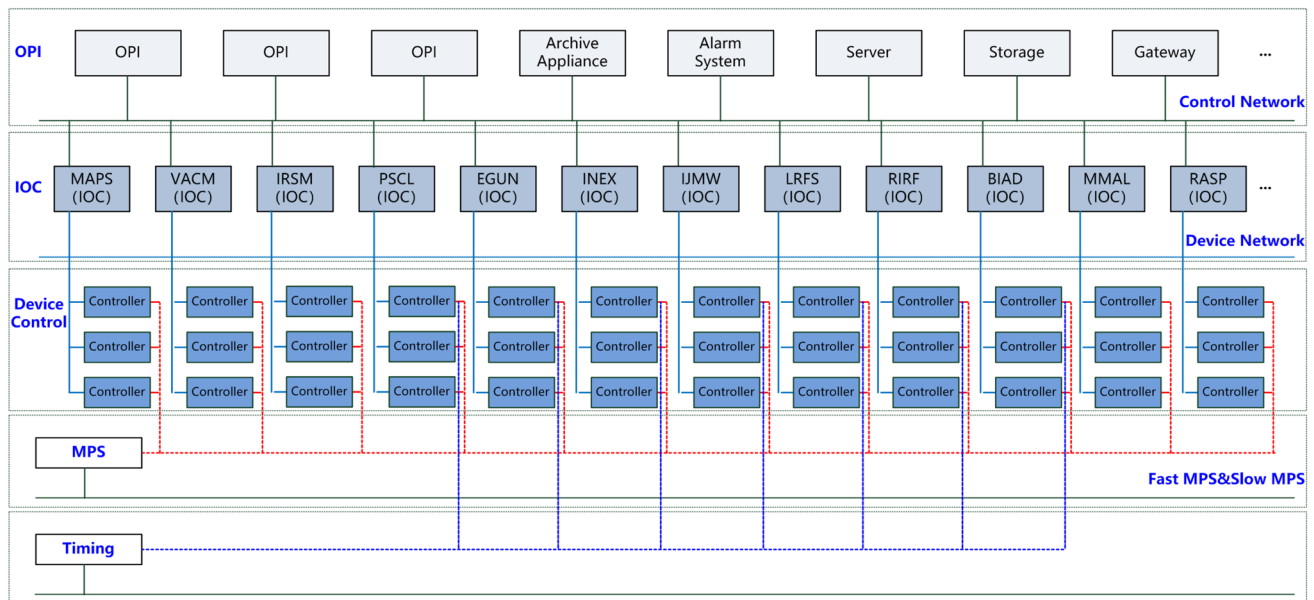 OPI
OPI
OPI
OPI
Archive
Appliance
Alarm
System
Server
Storage
Gateway
...
Control Network
IOC
MAPS
(IOC)
VACM
(IOC)
IRSM
(IOC)
PSCL
(IOC)
EGUN
(IOC)
INEX
(IOC)
IJMW
(IOC)
LRFS
(IOC)
RIRF
(IOC)
BIAD
(IOC)
MMAL
(IOC)
RASP
(IOC)
...
Device Network
Device
Control
Controller Controller Controller Controller Controller Controller Controller Controller Controller Controller Controller Controller
Controller Controller Controller Controller Controller Controller Controller Controller Controller Controller Controller Controller
Controller Controller Controller Controller Controller Controller Controller Controller Controller Controller Controller Controller
MPS
Fast MPS&Slow MPS
Timing